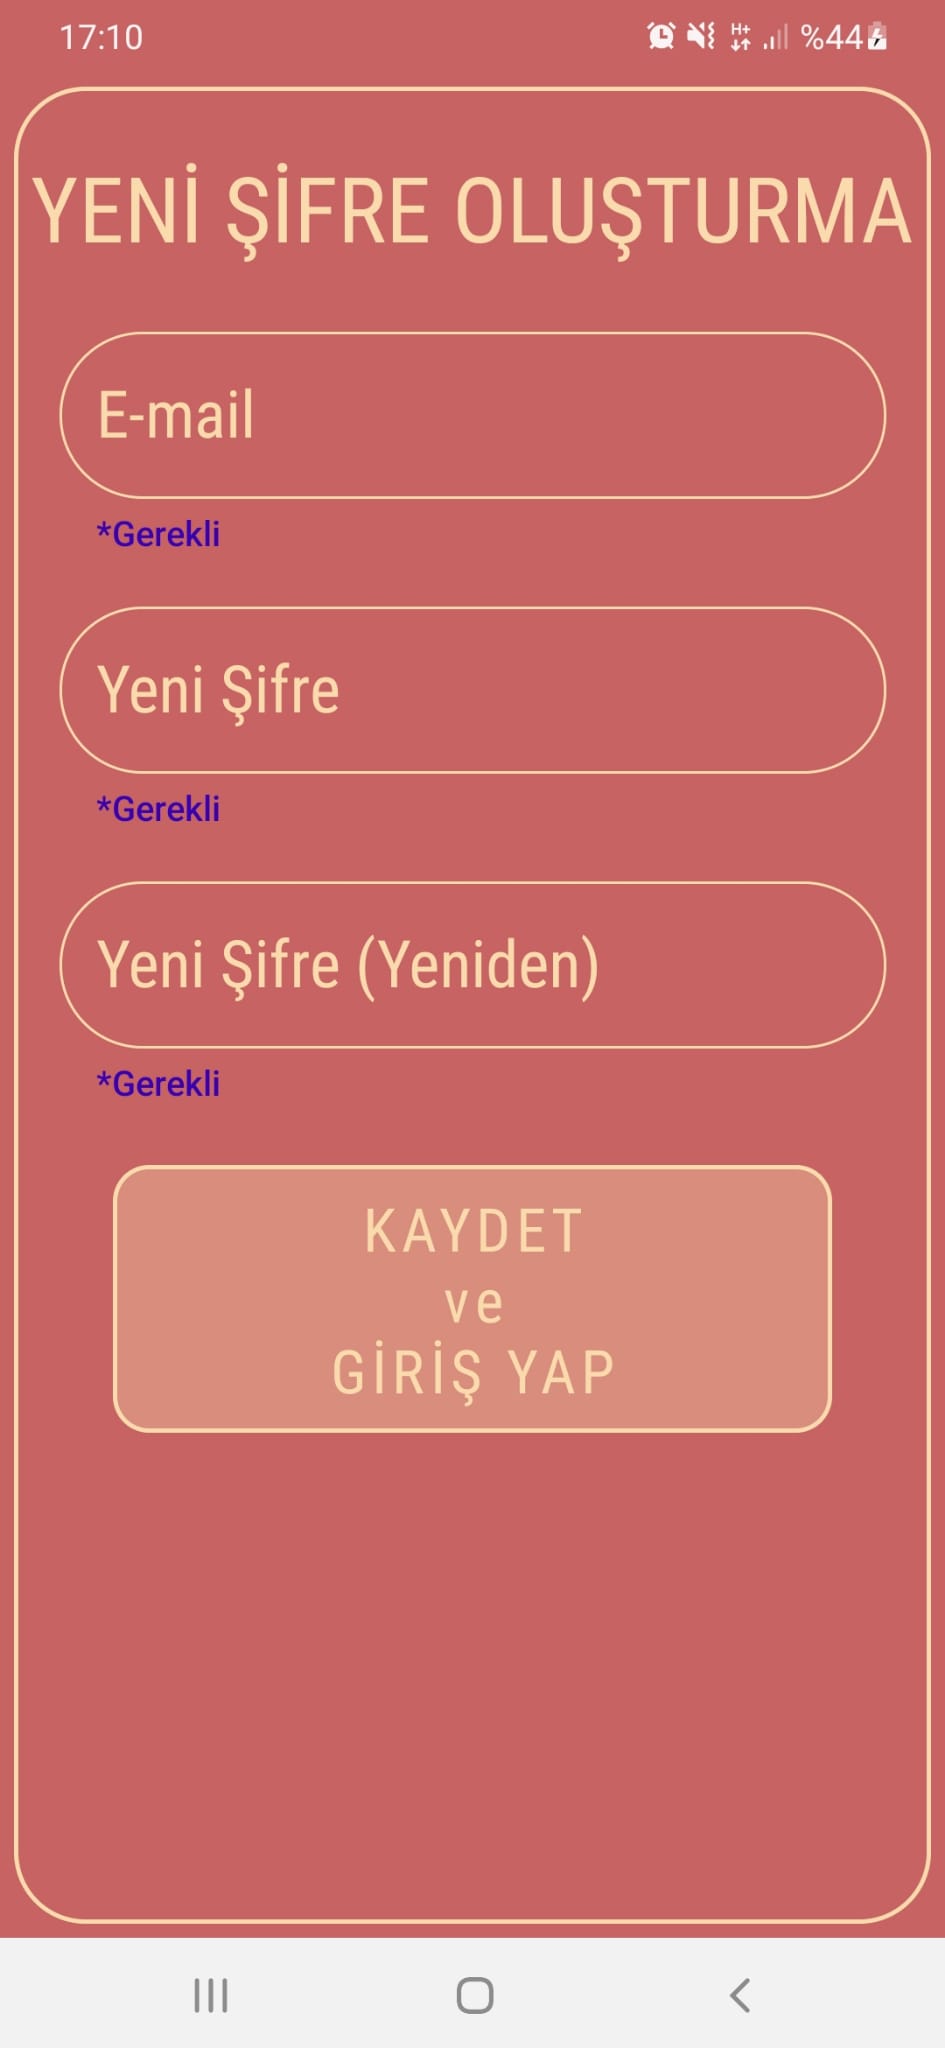 17:10
H+
%44
YENİ ŞİFRE OLUŞTURMA
E-mail
*Gerekli
Yeni Şifre
*Gerekli
Yeni Şifre (Yeniden)
*Gerekli
KAYDET
ve
GİRİŞ YAP